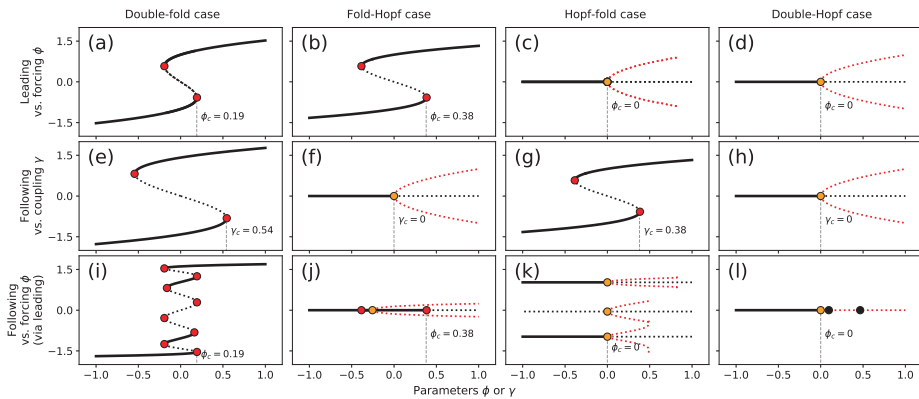 Double-fold case
Fold-Hopf case
Hopf-fold case
Double-Hopf case
Leading
vs. forcing ϕ
1.5
0.0
−1.5
(a)
ϕc = 0.19
(b)
ϕc = 0.38
(c)
ϕc = 0
(d)
ϕc = 0
Following
vs. coupling γ
1.5
0.0
−1.5
(e)
γc = 0.54
(f)
γc = 0
(g)
γc = 0.38
(h)
γc = 0
Following
vs. forcing ϕ
(via leading)
1.5
0.0
−1.5
(i)
ϕc = 0.19
(j)
ϕc = 0.38
(k)
ϕc = 0
(l)
ϕc = 0
−1.0 −0.5 0.0 0.5 1.0
−1.0 −0.5 0.0 0.5 1.0
−1.0 −0.5 0.0 0.5 1.0
−1.0 −0.5 0.0 0.5 1.0
Parameters ϕ or γ